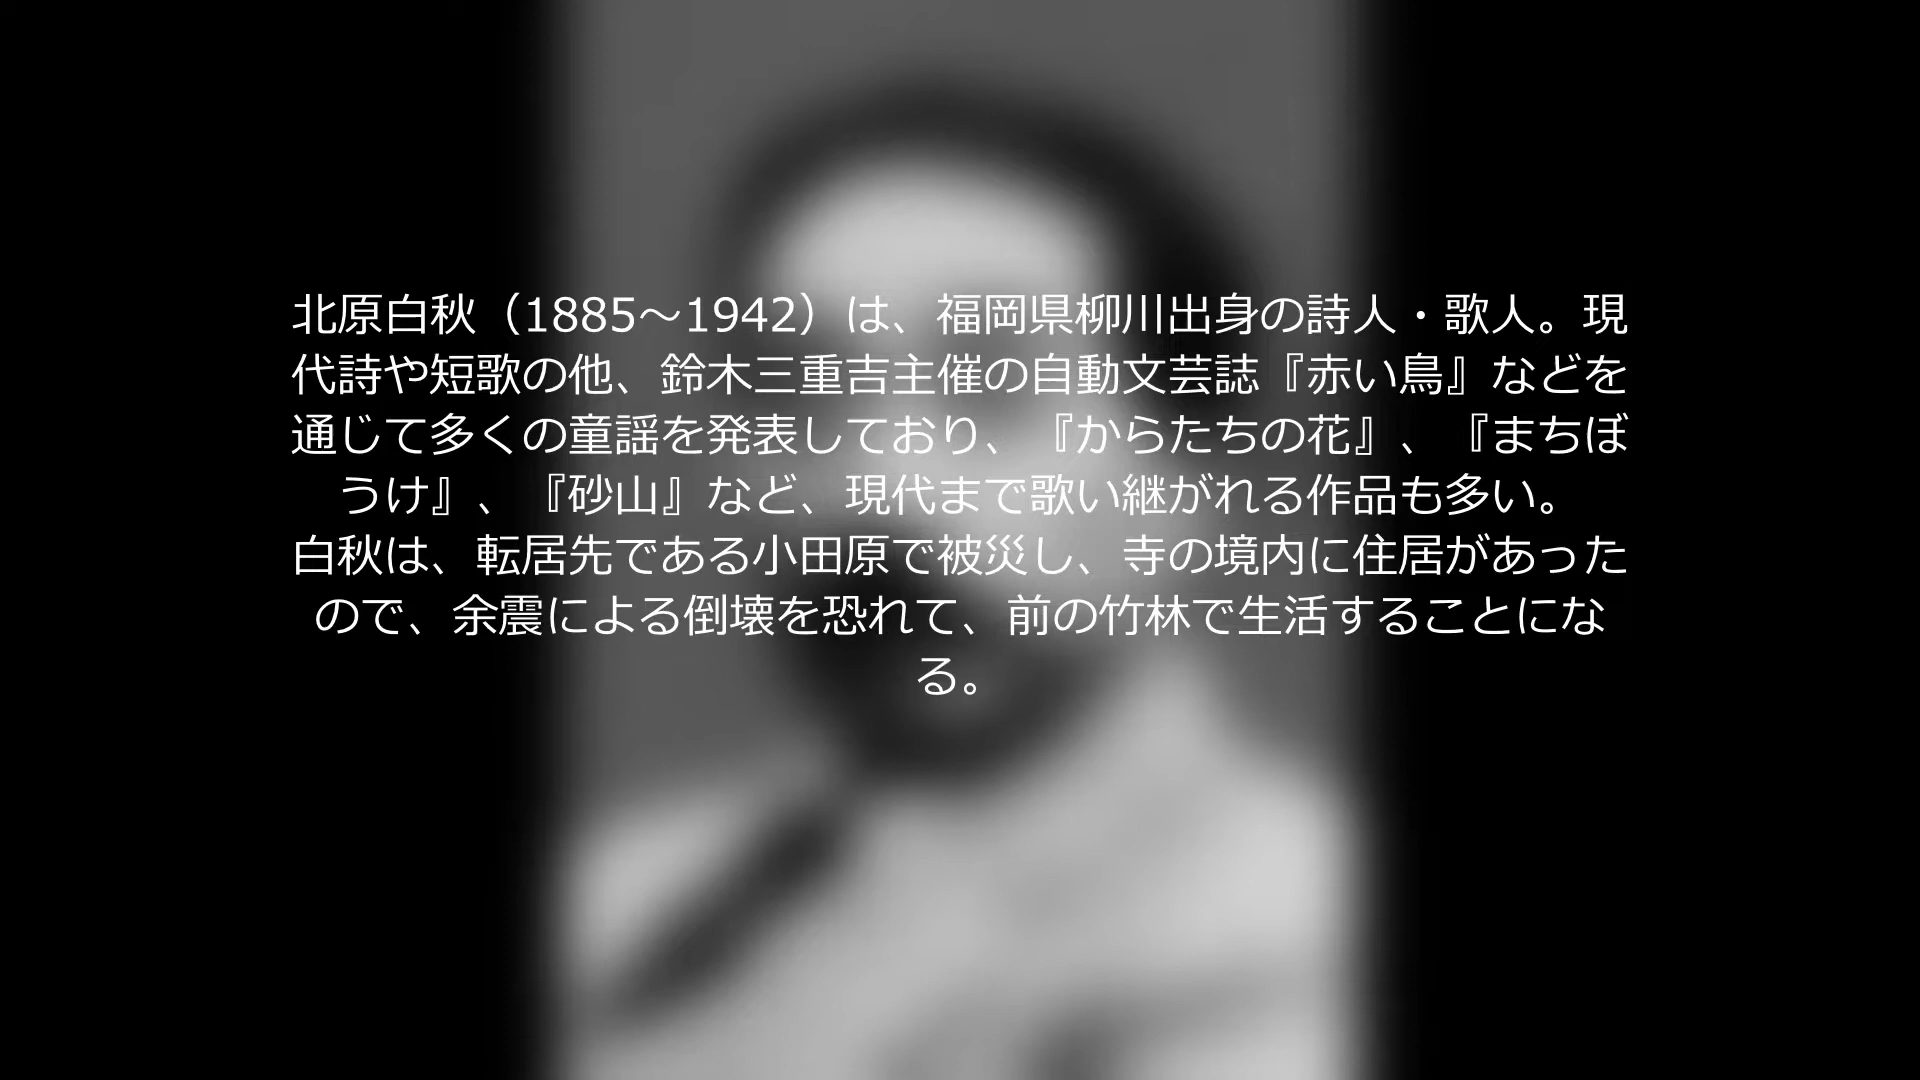 北原白秋（1885～1942）は、福岡県柳川出身の詩人・歌人。現
代詩や短歌の他、鈴木三重吉主催の自動文芸誌『赤い鳥』などを
通じて多くの童謡を発表しており、『からたちの花』、『まちぼ
うけ』、『砂山』など、現代まで歌い継がれる作品も多い。
白秋は、転居先である小田原で被災し、寺の境内に住居があった
ので、余震による倒壊を恐れて、前の竹林で生活することにな
る。